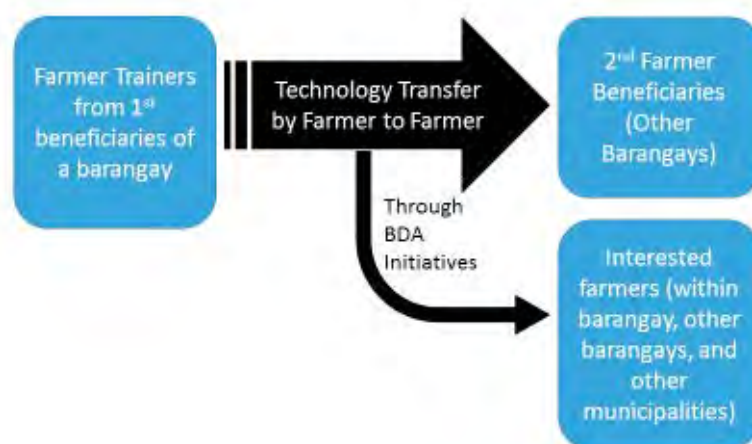 Farmer Trainers
from 1st
beneficiaries of
a barangay
Technology Transfer
by Farmer to Farmer
2nd Farmer
Beneficiaries
(Other
Barangays)
Through
BDA
Initiatives
Interested
farmers (within
barangay, other
barangays, and
other
municipalities)